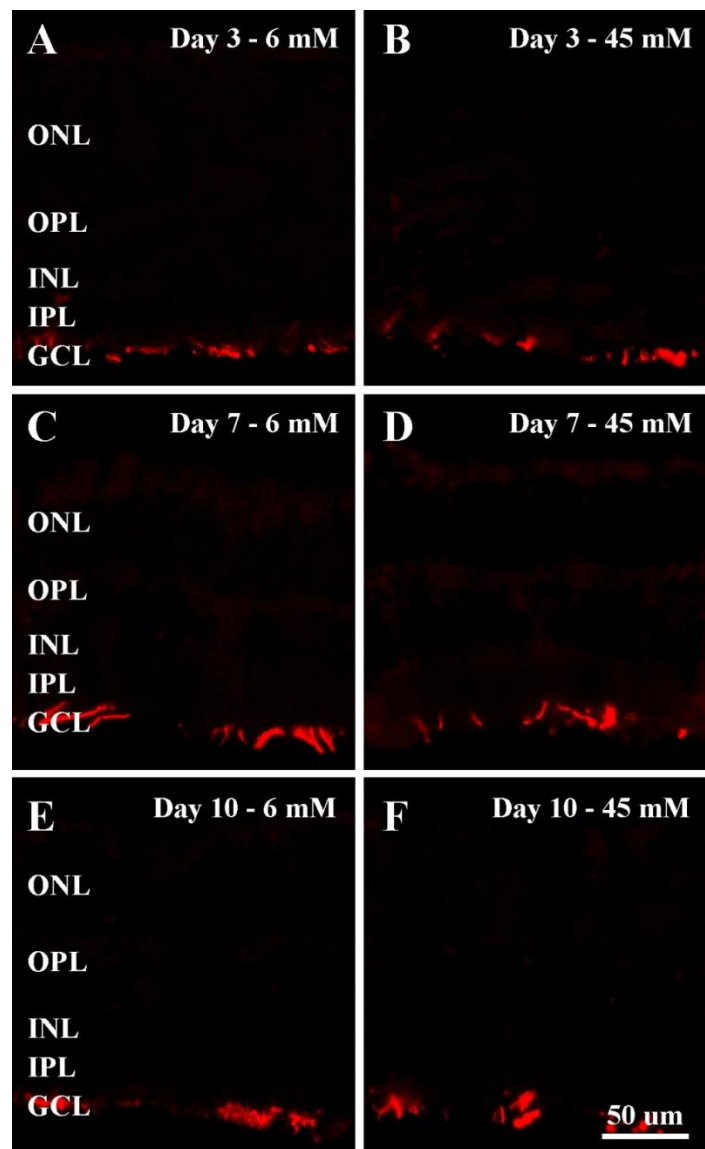 A Day 3 - 6 mM
B Day 3 - 45 mM
ONL
OPL
INL
IPL
GCL
C Day 7 - 6 mM
D Day 7 - 45 mM
ONL
OPL
INL
IPL
GCL
E Day 10 - 6 mM
F Day 10 - 45 mM
ONL
OPL
INL
IPL
GCL
50 um